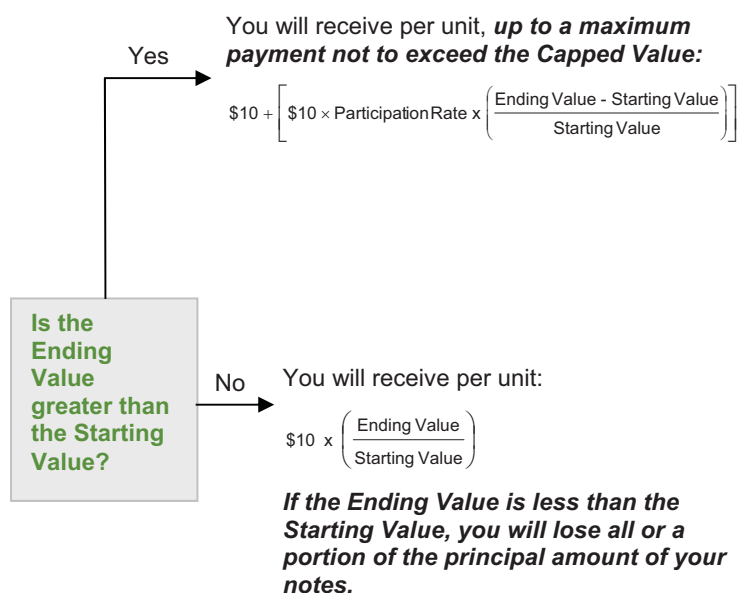 You will receive per unit, up to a maximum
payment not to exceed the Capped Value:
Yes
$10 + [ $10 × Participation Rate x ( Ending Value - Starting Value / Starting Value ) ]
Is the
Ending
Value
greater than
the Starting
Value?
No
You will receive per unit:
$10 x ( Ending Value / Starting Value )
If the Ending Value is less than the
Starting Value, you will lose all or a
portion of the principal amount of your
notes.